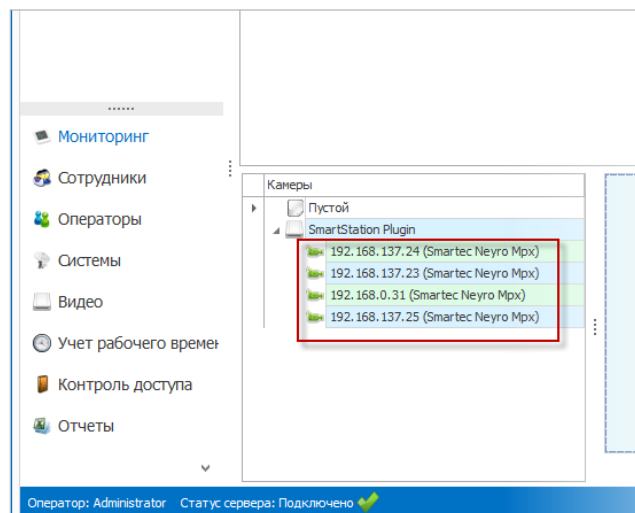 Мониторинг
Сотрудники
Операторы
Системы
Видео
Учет рабочего времен
Контроль доступа
Отчеты
Камеры
Пустой
SmartStation Plugin
192.168.137.24 (Smartec Neyro Mpx)
192.168.137.23 (Smartec Neyro Mpx)
192.168.0.31 (Smartec Neyro Mpx)
192.168.137.25 (Smartec Neyro Mpx)
Оператор: Administrator Статус сервера: Подключено